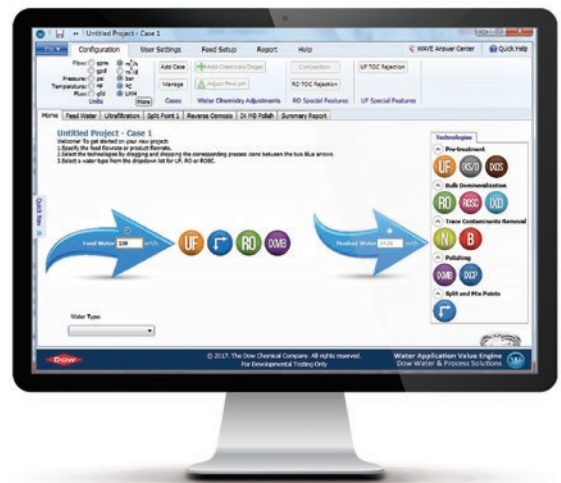 Untitled Project - Case 1
Configuration User Settings Feed Setup Report Help WAVE Answer Center Quick Help
Flow: gpm m³/h
gpd m³/d
Pressure: psi bar
Temperature: °F °C
Flux: gfd LMH
Units More
Add Case
Manage
Cases
Add Chemicals/Degas
Adjust Final pH
Water Chemistry Adjustments
Compaction
RO TOC Rejection
RO Special Features
UF TOC Rejection
UF Special Features
Home Feed Water Ultrafiltration Split Point 1 Reverse Osmosis IX MB Polish Summary Report
Untitled Project - Case 1
Welcome! To get started on your new project:
1.Specify the feed flowrate or product flowrate.
2.Select the technologies by dragging and dropping the corresponding process icons between the two blue arrows.
3.Select a water type from the dropdown list for UF, RO or ROSC.
Quick Nav
Feed Water 100 m³/h
UF RO IXMB
Product Water m³/h
Technologies
Pre-treatment
UF IXS/D IXOS
Bulk Demineralization
RO ROSC IXD
Trace Contaminants Removal
N B
Polishing
IXMB IXCP
Split and Mix Points
Water Type:
Dow
© 2017. The Dow Chemical Company. All rights reserved.
For Developmental Testing Only
Water Application Value Engine
Dow Water & Process Solutions